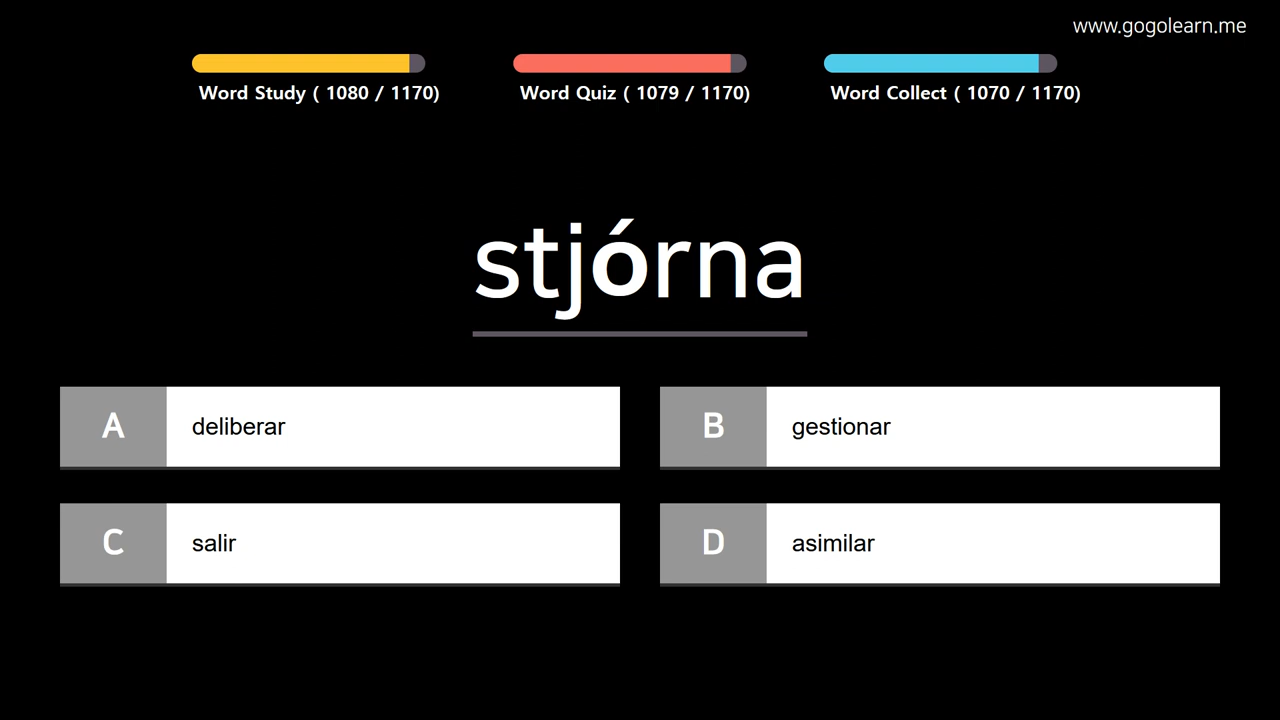 www.gogolearn.me
Word Study ( 1080 / 1170)
Word Quiz ( 1079 / 1170)
Word Collect ( 1070 / 1170)
stjórna
A deliberar
B gestionar
C salir
D asimilar